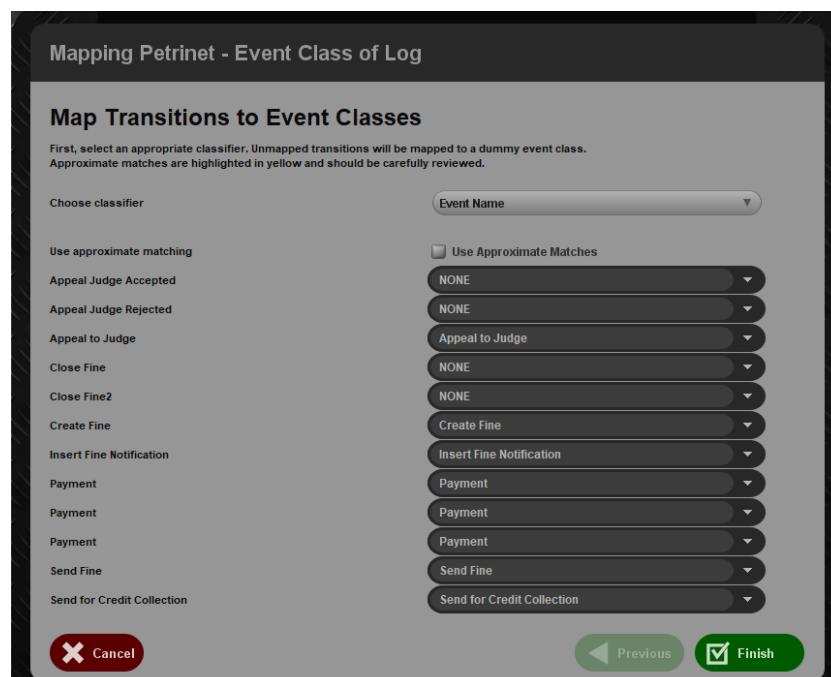 Mapping Petrinet - Event Class of Log
Map Transitions to Event Classes
First, select an appropriate classifier. Unmapped transitions will be mapped to a dummy event class.
Approximate matches are highlighted in yellow and should be carefully reviewed.
Choose classifier Event Name
Use approximate matching Use Approximate Matches
Appeal Judge Accepted NONE
Appeal Judge Rejected NONE
Appeal to Judge Appeal to Judge
Close Fine NONE
Close Fine2 NONE
Create Fine Create Fine
Insert Fine Notification Insert Fine Notification
Payment Payment
Payment Payment
Payment Payment
Send Fine Send Fine
Send for Credit Collection Send for Credit Collection
Cancel Previous Finish